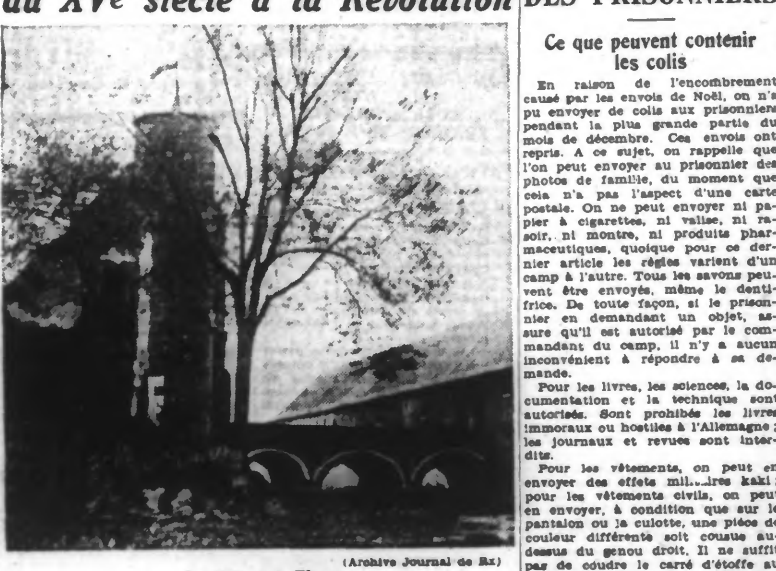 du XVe siècle à la Révolution
(Archive Journal de Rx)
DES PRISONNIERS
Ce que peuvent contenir
les colis
En raison de l'encombrement
causé par les envois de Noël, on n'a
pu envoyer de colis aux prisonniers
pendant la plus grande partie du
mois de décembre. Ces envois ont
repris. A ce sujet, on rappelle que
l'on peut envoyer au prisonnier des
photos de famille, du moment que
cela n'a pas l'aspect d'une carte
postale. On ne peut envoyer ni pa-
pier à cigarettes, ni valise, ni ra-
soir, ni montre, ni produits phar-
maceutiques, quoique pour ce der-
nier article les règles varient d'un
camp à l'autre. Tous les savons peu-
vent être envoyés, même le denti-
frice. De toute façon, si le prison-
nier en demandant un objet, as-
sure qu'il est autorisé par le com-
mandant du camp, il n'y a aucun
inconvénient à répondre à sa de-
mande.
Pour les livres, les sciences, la do-
cumentation et la technique sont
autorisés. Sont prohibés les livres
immoraux ou hostiles à l'Allemagne ;
les journaux et revues sont inter-
dits.
Pour les vêtements, on peut en
envoyer des effets kaki ;
pour les vêtements civils, on peut
en envoyer, à condition que sur le
pantalon ou la culotte, une pièce de
couleur différente soit cousue au-
dessus du genou droit. Il ne suffit
pas de coudre le carré d'étoffe au